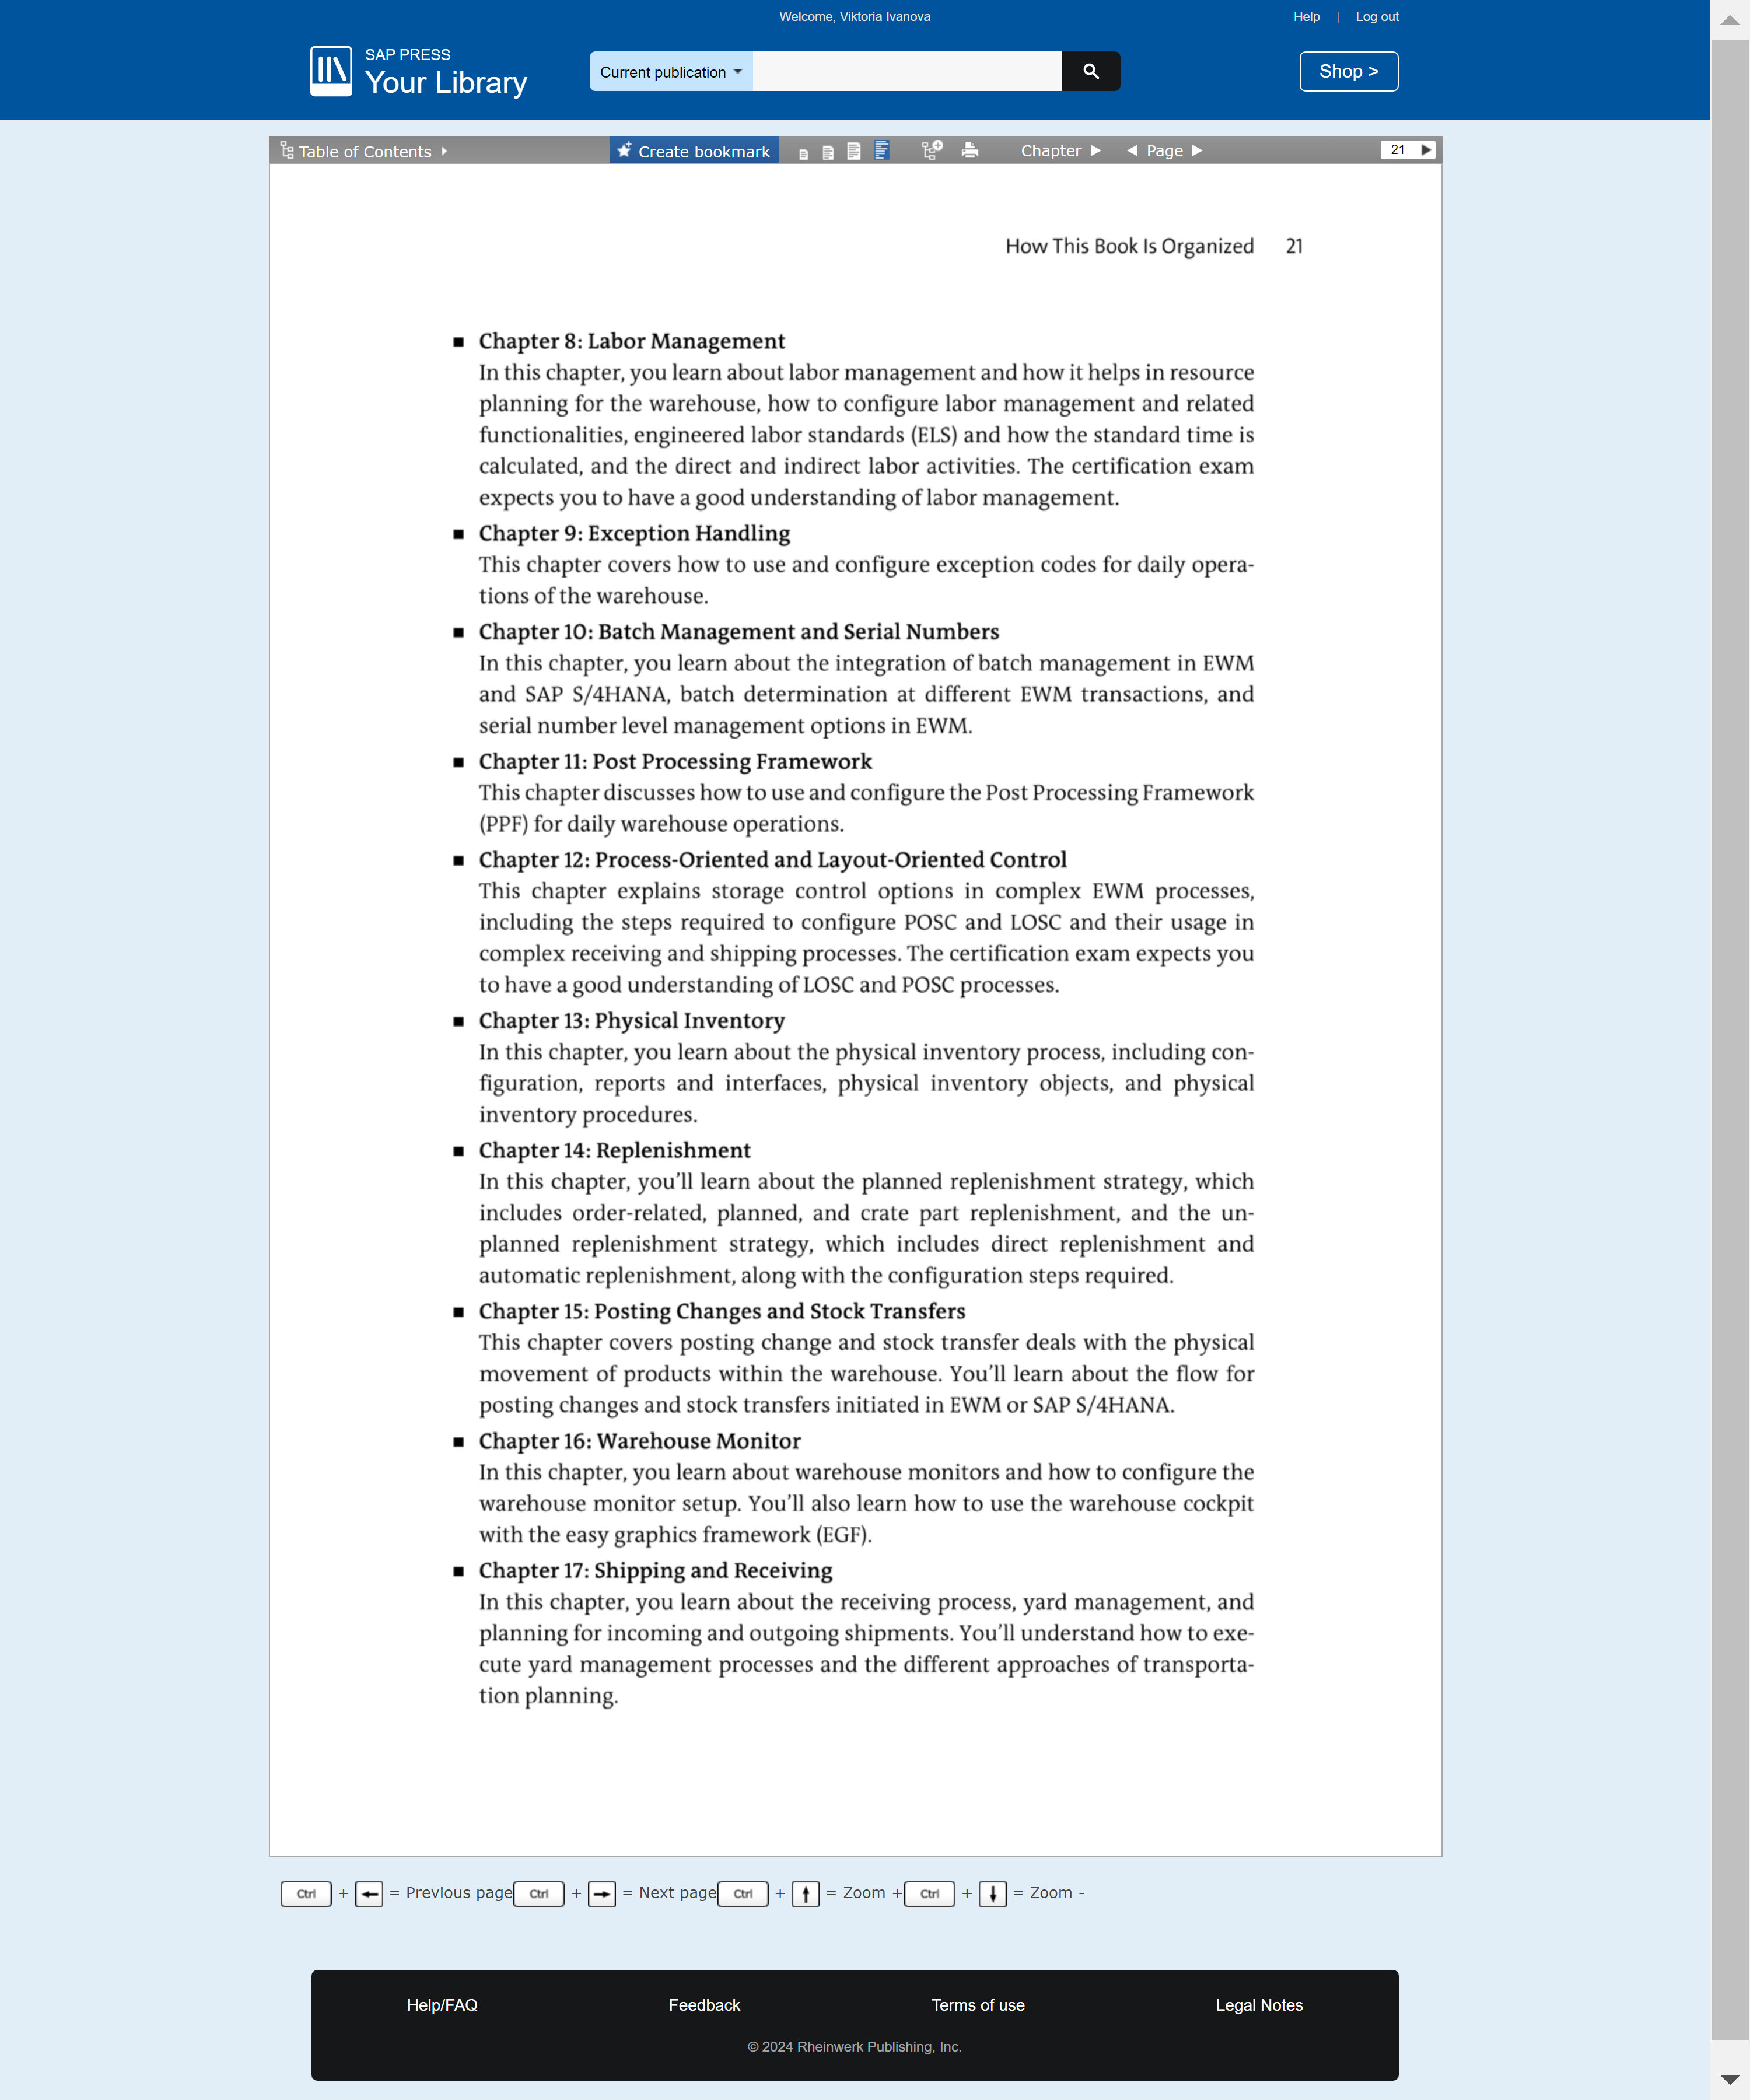 Welcome, Viktoria Ivanova
Help | Log out
SAP PRESS
Your Library
Current publication
Shop >
Table of Contents
Create bookmark
Chapter
Page
21
How This Book Is Organized 21
■ Chapter 8: Labor Management
In this chapter, you learn about labor management and how it helps in resource
planning for the warehouse, how to configure labor management and related
functionalities, engineered labor standards (ELS) and how the standard time is
calculated, and the direct and indirect labor activities. The certification exam
expects you to have a good understanding of labor management.
■ Chapter 9: Exception Handling
This chapter covers how to use and configure exception codes for daily opera-
tions of the warehouse.
■ Chapter 10: Batch Management and Serial Numbers
In this chapter, you learn about the integration of batch management in EWM
and SAP S/4HANA, batch determination at different EWM transactions, and
serial number level management options in EWM.
■ Chapter 11: Post Processing Framework
This chapter discusses how to use and configure the Post Processing Framework
(PPF) for daily warehouse operations.
■ Chapter 12: Process-Oriented and Layout-Oriented Control
This chapter explains storage control options in complex EWM processes,
including the steps required to configure POSC and LOSC and their usage in
complex receiving and shipping processes. The certification exam expects you
to have a good understanding of LOSC and POSC processes.
■ Chapter 13: Physical Inventory
In this chapter, you learn about the physical inventory process, including con-
figuration, reports and interfaces, physical inventory objects, and physical
inventory procedures.
■ Chapter 14: Replenishment
In this chapter, you’ll learn about the planned replenishment strategy, which
includes order-related, planned, and crate part replenishment, and the un-
planned replenishment strategy, which includes direct replenishment and
automatic replenishment, along with the configuration steps required.
■ Chapter 15: Posting Changes and Stock Transfers
This chapter covers posting change and stock transfer deals with the physical
movement of products within the warehouse. You’ll learn about the flow for
posting changes and stock transfers initiated in EWM or SAP S/4HANA.
■ Chapter 16: Warehouse Monitor
In this chapter, you learn about warehouse monitors and how to configure the
warehouse monitor setup. You’ll also learn how to use the warehouse cockpit
with the easy graphics framework (EGF).
■ Chapter 17: Shipping and Receiving
In this chapter, you learn about the receiving process, yard management, and
planning for incoming and outgoing shipments. You’ll understand how to exe-
cute yard management processes and the different approaches of transporta-
tion planning.
Ctrl + ← = Previous page Ctrl + → = Next page Ctrl + ↑ = Zoom + Ctrl + ↓ = Zoom -
Help/FAQ Feedback Terms of use Legal Notes
© 2024 Rheinwerk Publishing, Inc.